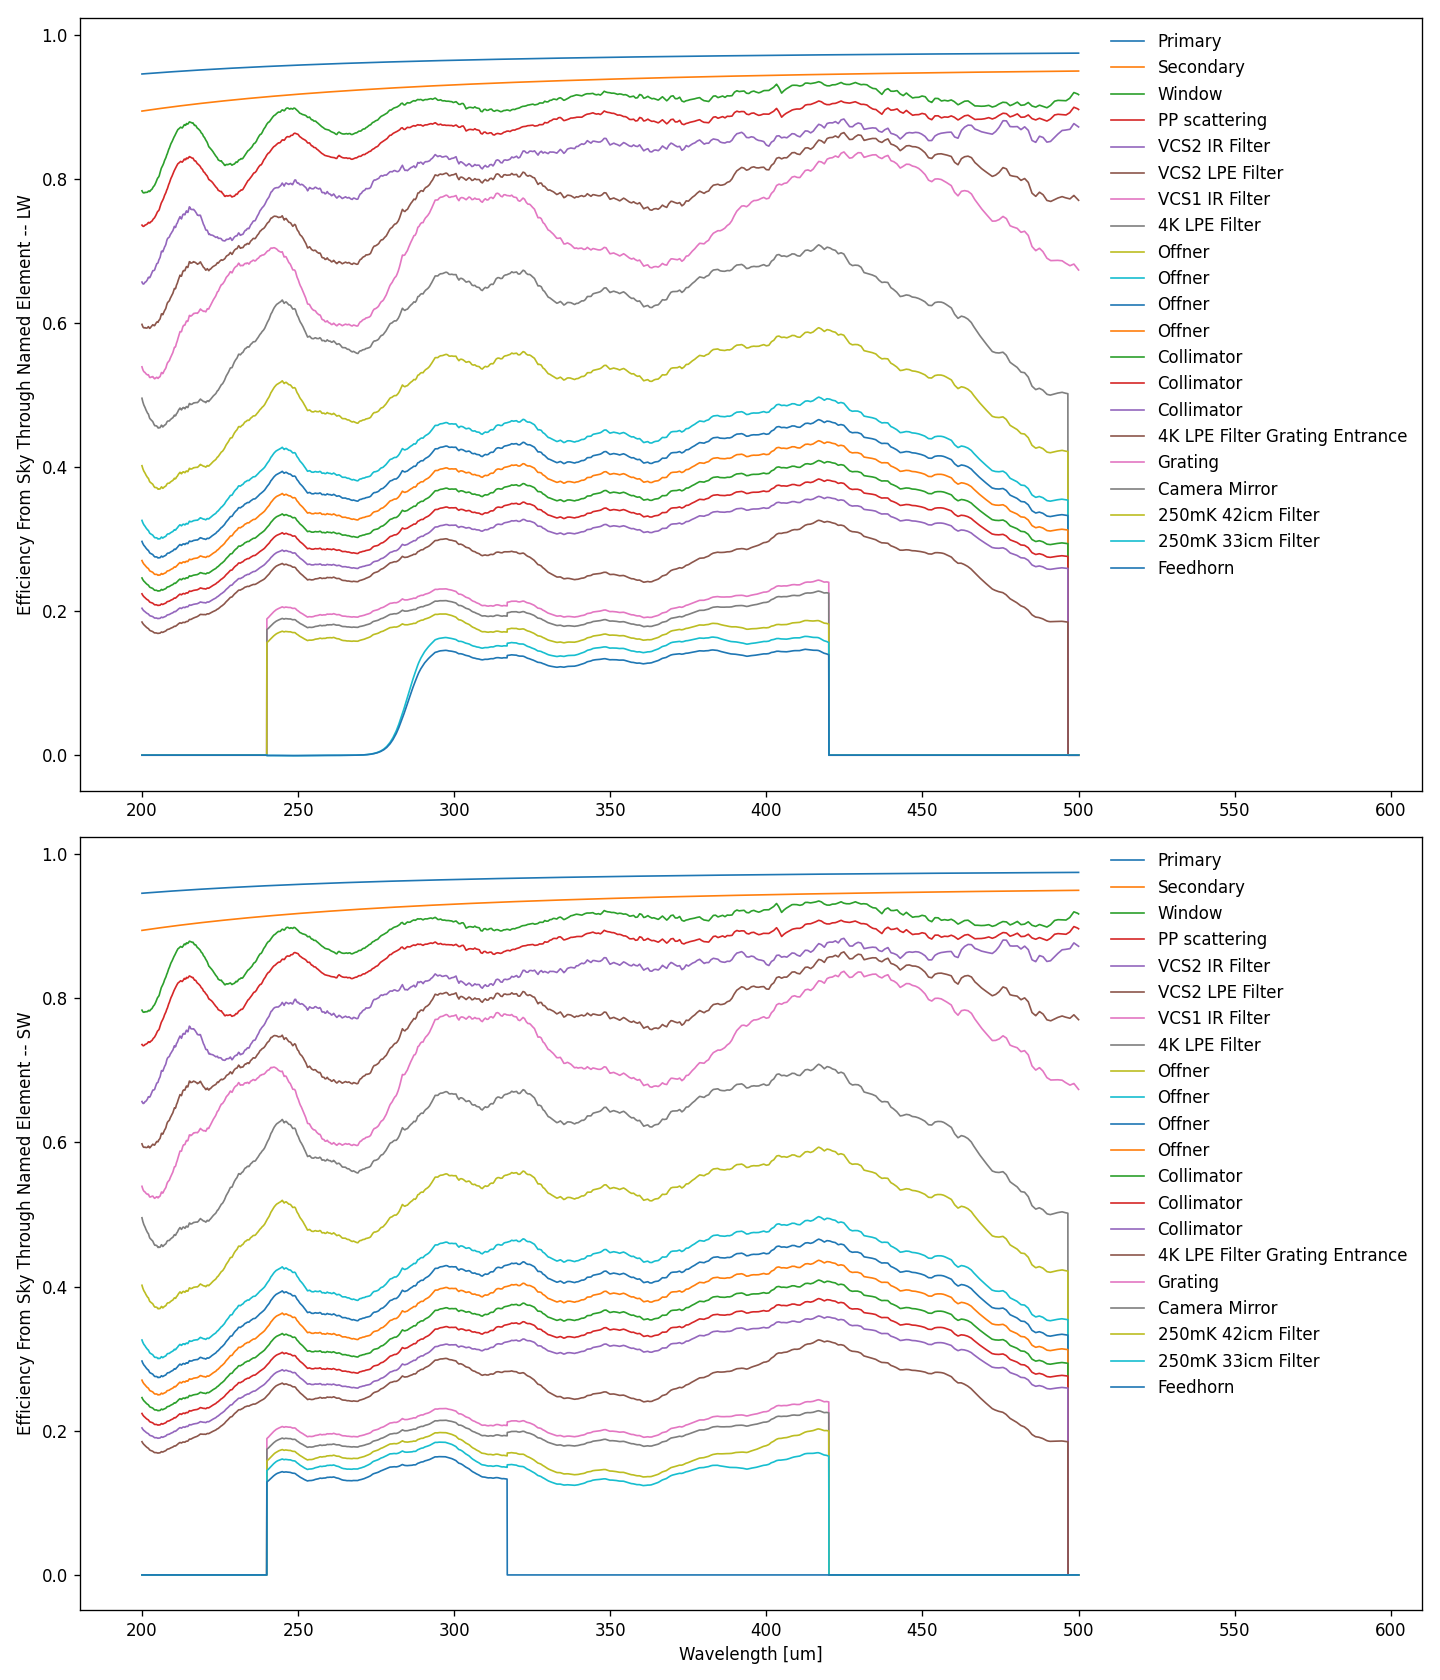 Efficiency From Sky Through Named Element -- LW
1.0
0.8
0.6
0.4
0.2
0.0
Primary
Secondary
Window
PP scattering
VCS2 IR Filter
VCS2 LPE Filter
VCS1 IR Filter
4K LPE Filter
Offner
Offner
Offner
Offner
Collimator
Collimator
Collimator
4K LPE Filter Grating Entrance
Grating
Camera Mirror
250mK 42icm Filter
250mK 33icm Filter
Feedhorn
200 250 300 350 400 450 500 550 600
Efficiency From Sky Through Named Element -- SW
1.0
0.8
0.6
0.4
0.2
0.0
Primary
Secondary
Window
PP scattering
VCS2 IR Filter
VCS2 LPE Filter
VCS1 IR Filter
4K LPE Filter
Offner
Offner
Offner
Offner
Collimator
Collimator
Collimator
4K LPE Filter Grating Entrance
Grating
Camera Mirror
250mK 42icm Filter
250mK 33icm Filter
Feedhorn
200 250 300 350 400 450 500 550 600
Wavelength [um]